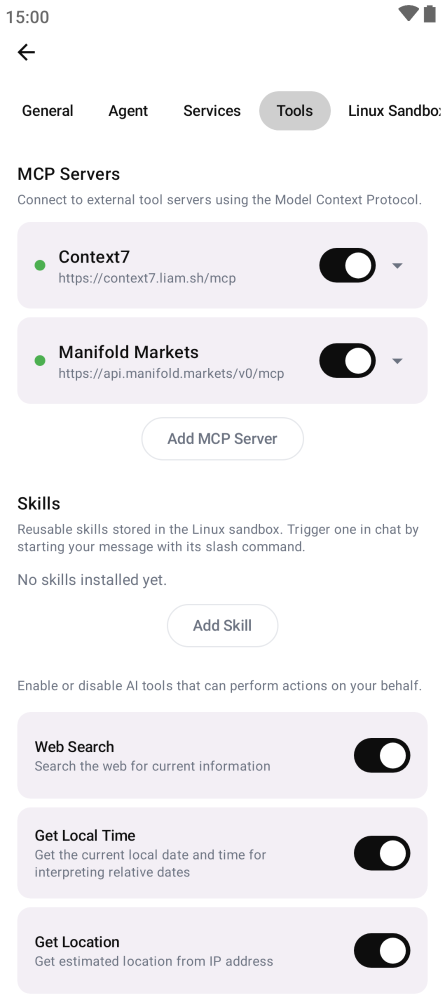 15:00
General
Agent
Services
Tools
Linux Sandbo
MCP Servers
Connect to external tool servers using the Model Context Protocol.
Context7
https://context7.liam.sh/mcp
Manifold Markets
https://api.manifold.markets/v0/mcp
Add MCP Server
Skills
Reusable skills stored in the Linux sandbox. Trigger one in chat by
starting your message with its slash command.
No skills installed yet.
Add Skill
Enable or disable AI tools that can perform actions on your behalf.
Web Search
Search the web for current information
Get Local Time
Get the current local date and time for
interpreting relative dates
Get Location
Get estimated location from IP address